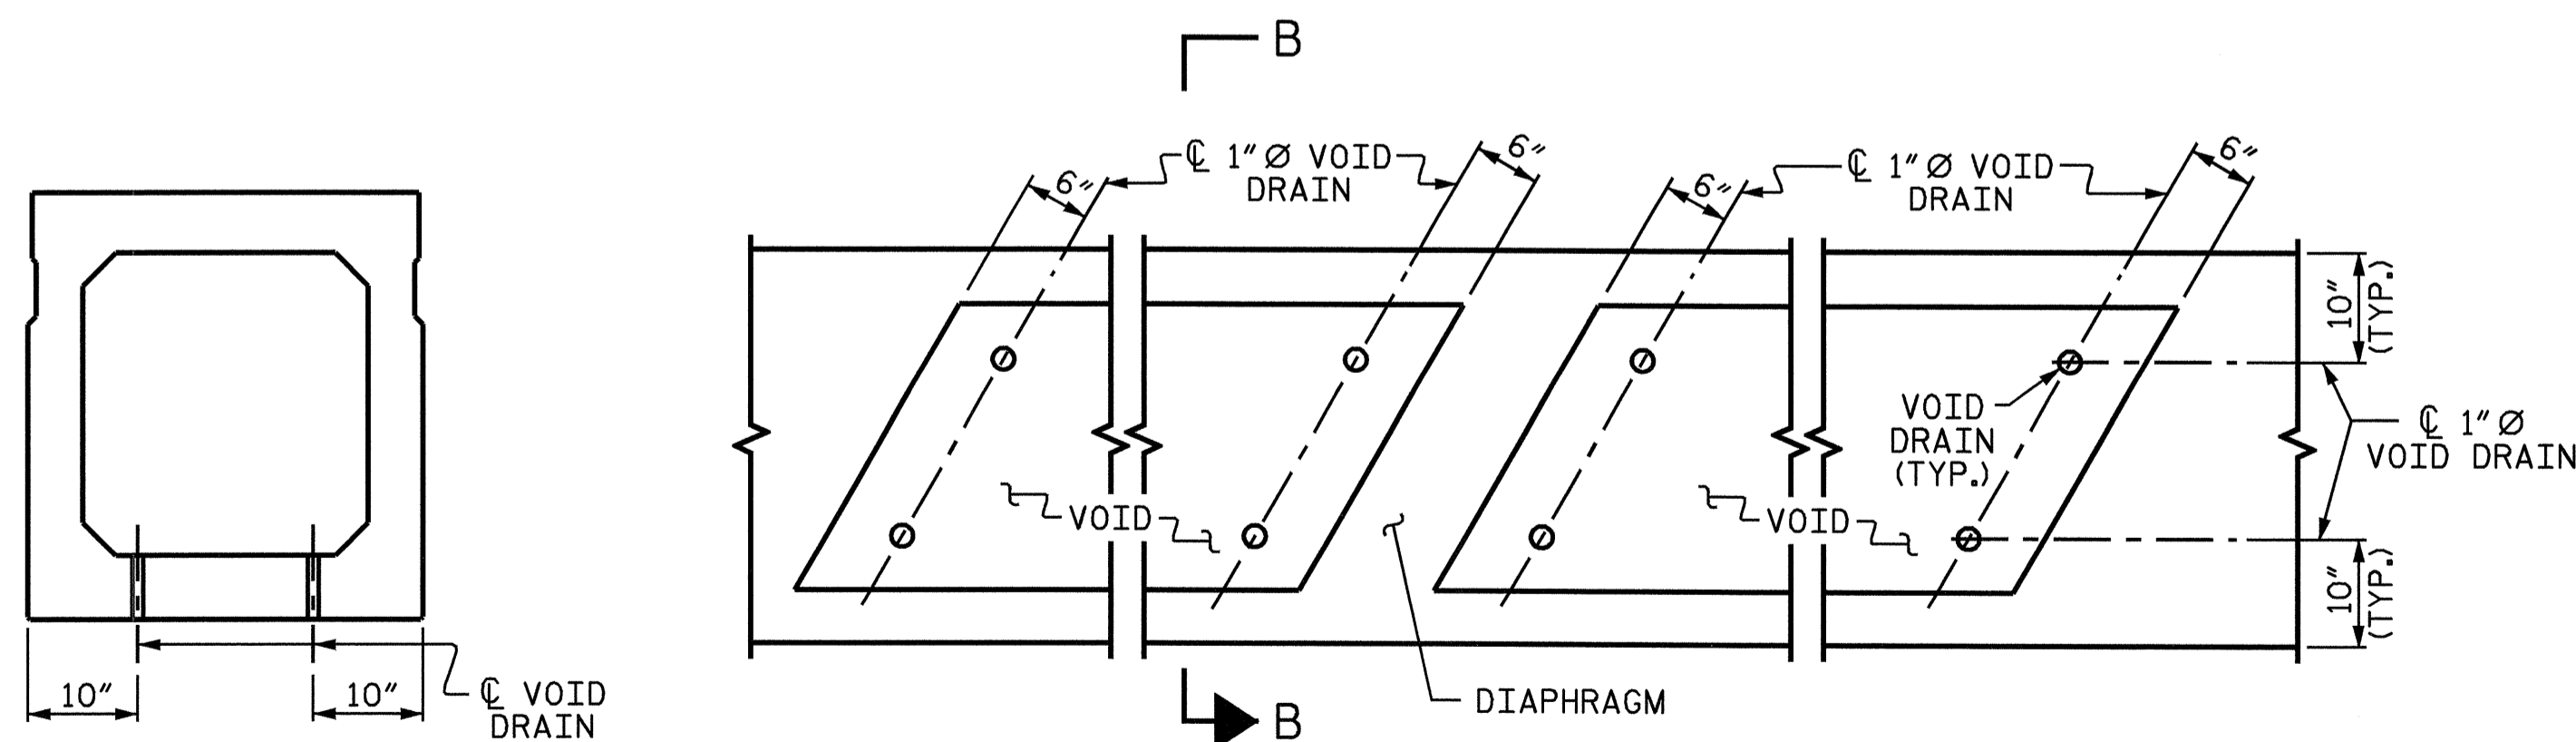 B
6"
℄ 1"Ø VOID
DRAIN
6"
6"
℄ 1"Ø VOID
DRAIN
6"
10"
(TYP.)
VOID
DRAIN
(TYP.)
℄ 1"Ø
VOID DRAIN
VOID
VOID
10"
(TYP.)
10"
10"
℄ VOID
DRAIN
DIAPHRAGM
B